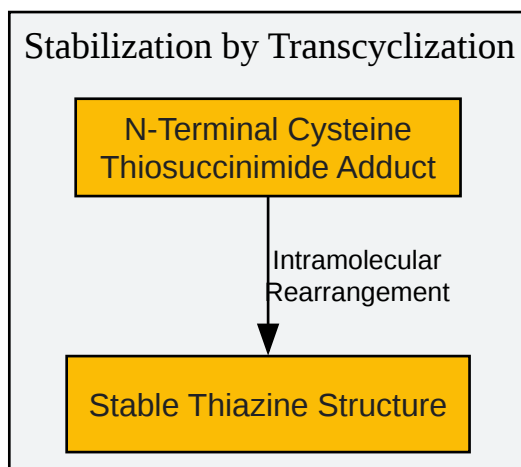 Stabilization by Transcyclization
N-Terminal Cysteine
Thiosuccinimide Adduct
Intramolecular
Rearrangement
Stable Thiazine Structure